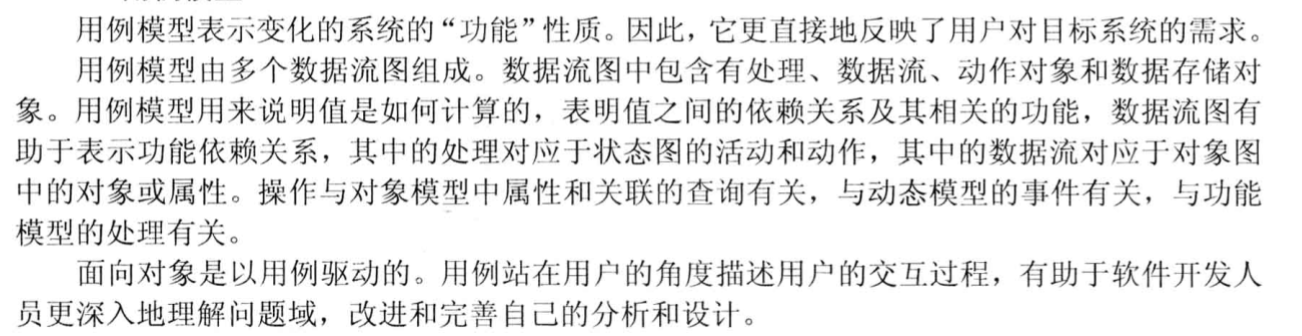 用例模型表示变化的系统的“功能”性质。因此，它更直接地反映了用户对目标系统的需求。
用例模型由多个数据流图组成。数据流图中包含有处理、数据流、动作对象和数据存储对
象。用例模型用来说明值是如何计算的，表明值之间的依赖关系及其相关的功能，数据流图有
助于表示功能依赖关系，其中的处理对应于状态图的活动和动作，其中的数据流对应于对象图
中的对象或属性。操作与对象模型中属性和关联的查询有关，与动态模型的事件有关，与功能
模型的处理有关。
面向对象是以用例驱动的。用例站在用户的角度描述用户的交互过程，有助于软件开发人
员更深入地理解问题域，改进和完善自己的分析和设计。